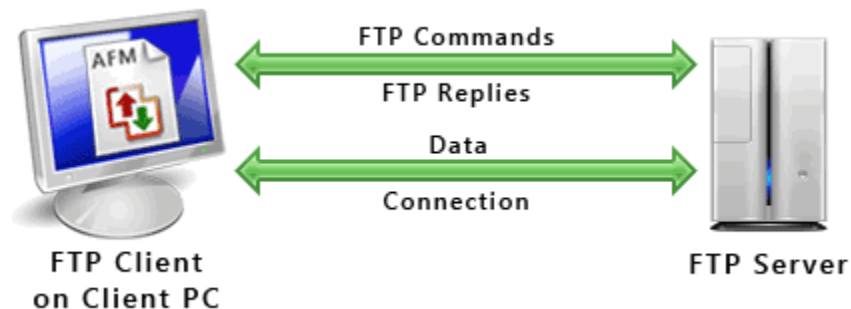 AFM
FTP Commands
FTP Replies
Data
Connection
FTP Client
on Client PC
FTP Server